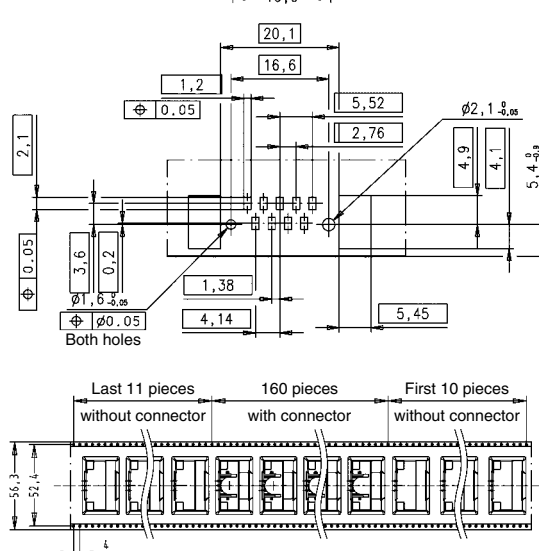 20,1
16,6
1,2
5,52
⌖ 0.05
Ø2,1 0 -0.05
2,76
2,1
4,9
4,1
5,4 0 -0.9
⌖ 0.05
3,6
0,2
Ø1,6 0 -0.05
1,38
⌖ Ø0.05
4,14
5,45
Both holes
Last 11 pieces
160 pieces
First 10 pieces
without connector
with connector
without connector
56,3
52,4
4